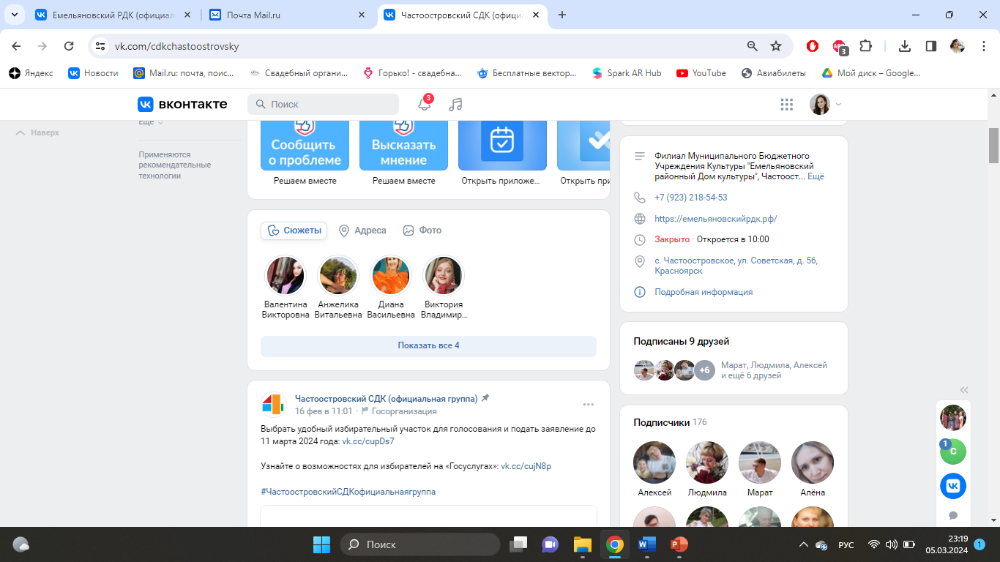 Емельяновский РДК (официал
Почта Mail.ru
Частоостровский СДК (официа
vk.com/cdkchastoostrovsky
ABP
3
Яндекс
Новости
Mail.ru: почта, поис...
Свадебный органи...
Горько! - свадебна...
Бесплатные вектор...
Spark AR Hub
YouTube
Авиабилеты
Мой диск – Google...
вконтакте
Поиск
3
Наверх
Ещё
Применяются
рекомендательные
технологии
Сообщить
о проблеме
Высказать
мнение
Решаем вместе
Решаем вместе
Открыть приложе...
Открыть при
Сюжеты
Адреса
Фото
Валентина
Викторовна
Анжелика
Витальевна
Диана
Васильевна
Виктория
Владимир...
Показать все 4
Частоостровский СДК (официальная группа)
16 фев в 11:01 · Госорганизация
Выбрать удобный избирательный участок для голосования и подать заявление до
11 марта 2024 года: vk.cc/cupDs7
Узнайте о возможностях для избирателей на «Госуслугах»: vk.cc/cujN8p
#ЧастоостровскийСДКофициальнаягруппа
Филиал Муниципального Бюджетного
Учреждения Культуры "Емельяновский
районный Дом культуры", Частоост... Ещё
+7 (923) 218-54-53
https://емельяновскийрдк.рф/
Закрыто · Откроется в 10:00
с. Частоостровское, ул. Советская, д. 56,
Красноярск
Подробная информация
Подписаны 9 друзей
+6
Марат, Людмила, Алексей
и ещё 6 друзей
Подписчики 176
Алексей
Людмила
Марат
Алёна
1
С
Поиск
РУС
23:19
05.03.2024
1